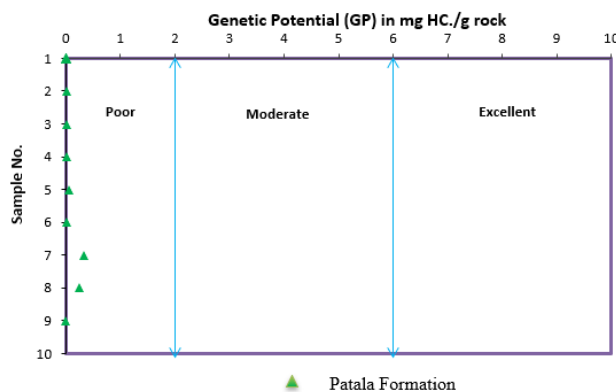 Genetic Potential (GP) in mg HC./g rock
0 1 2 3 4 5 6 7 8 9 10
Sample No.
1
2
3
4
5
6
7
8
9
10
Poor Moderate Excellent
Patala Formation